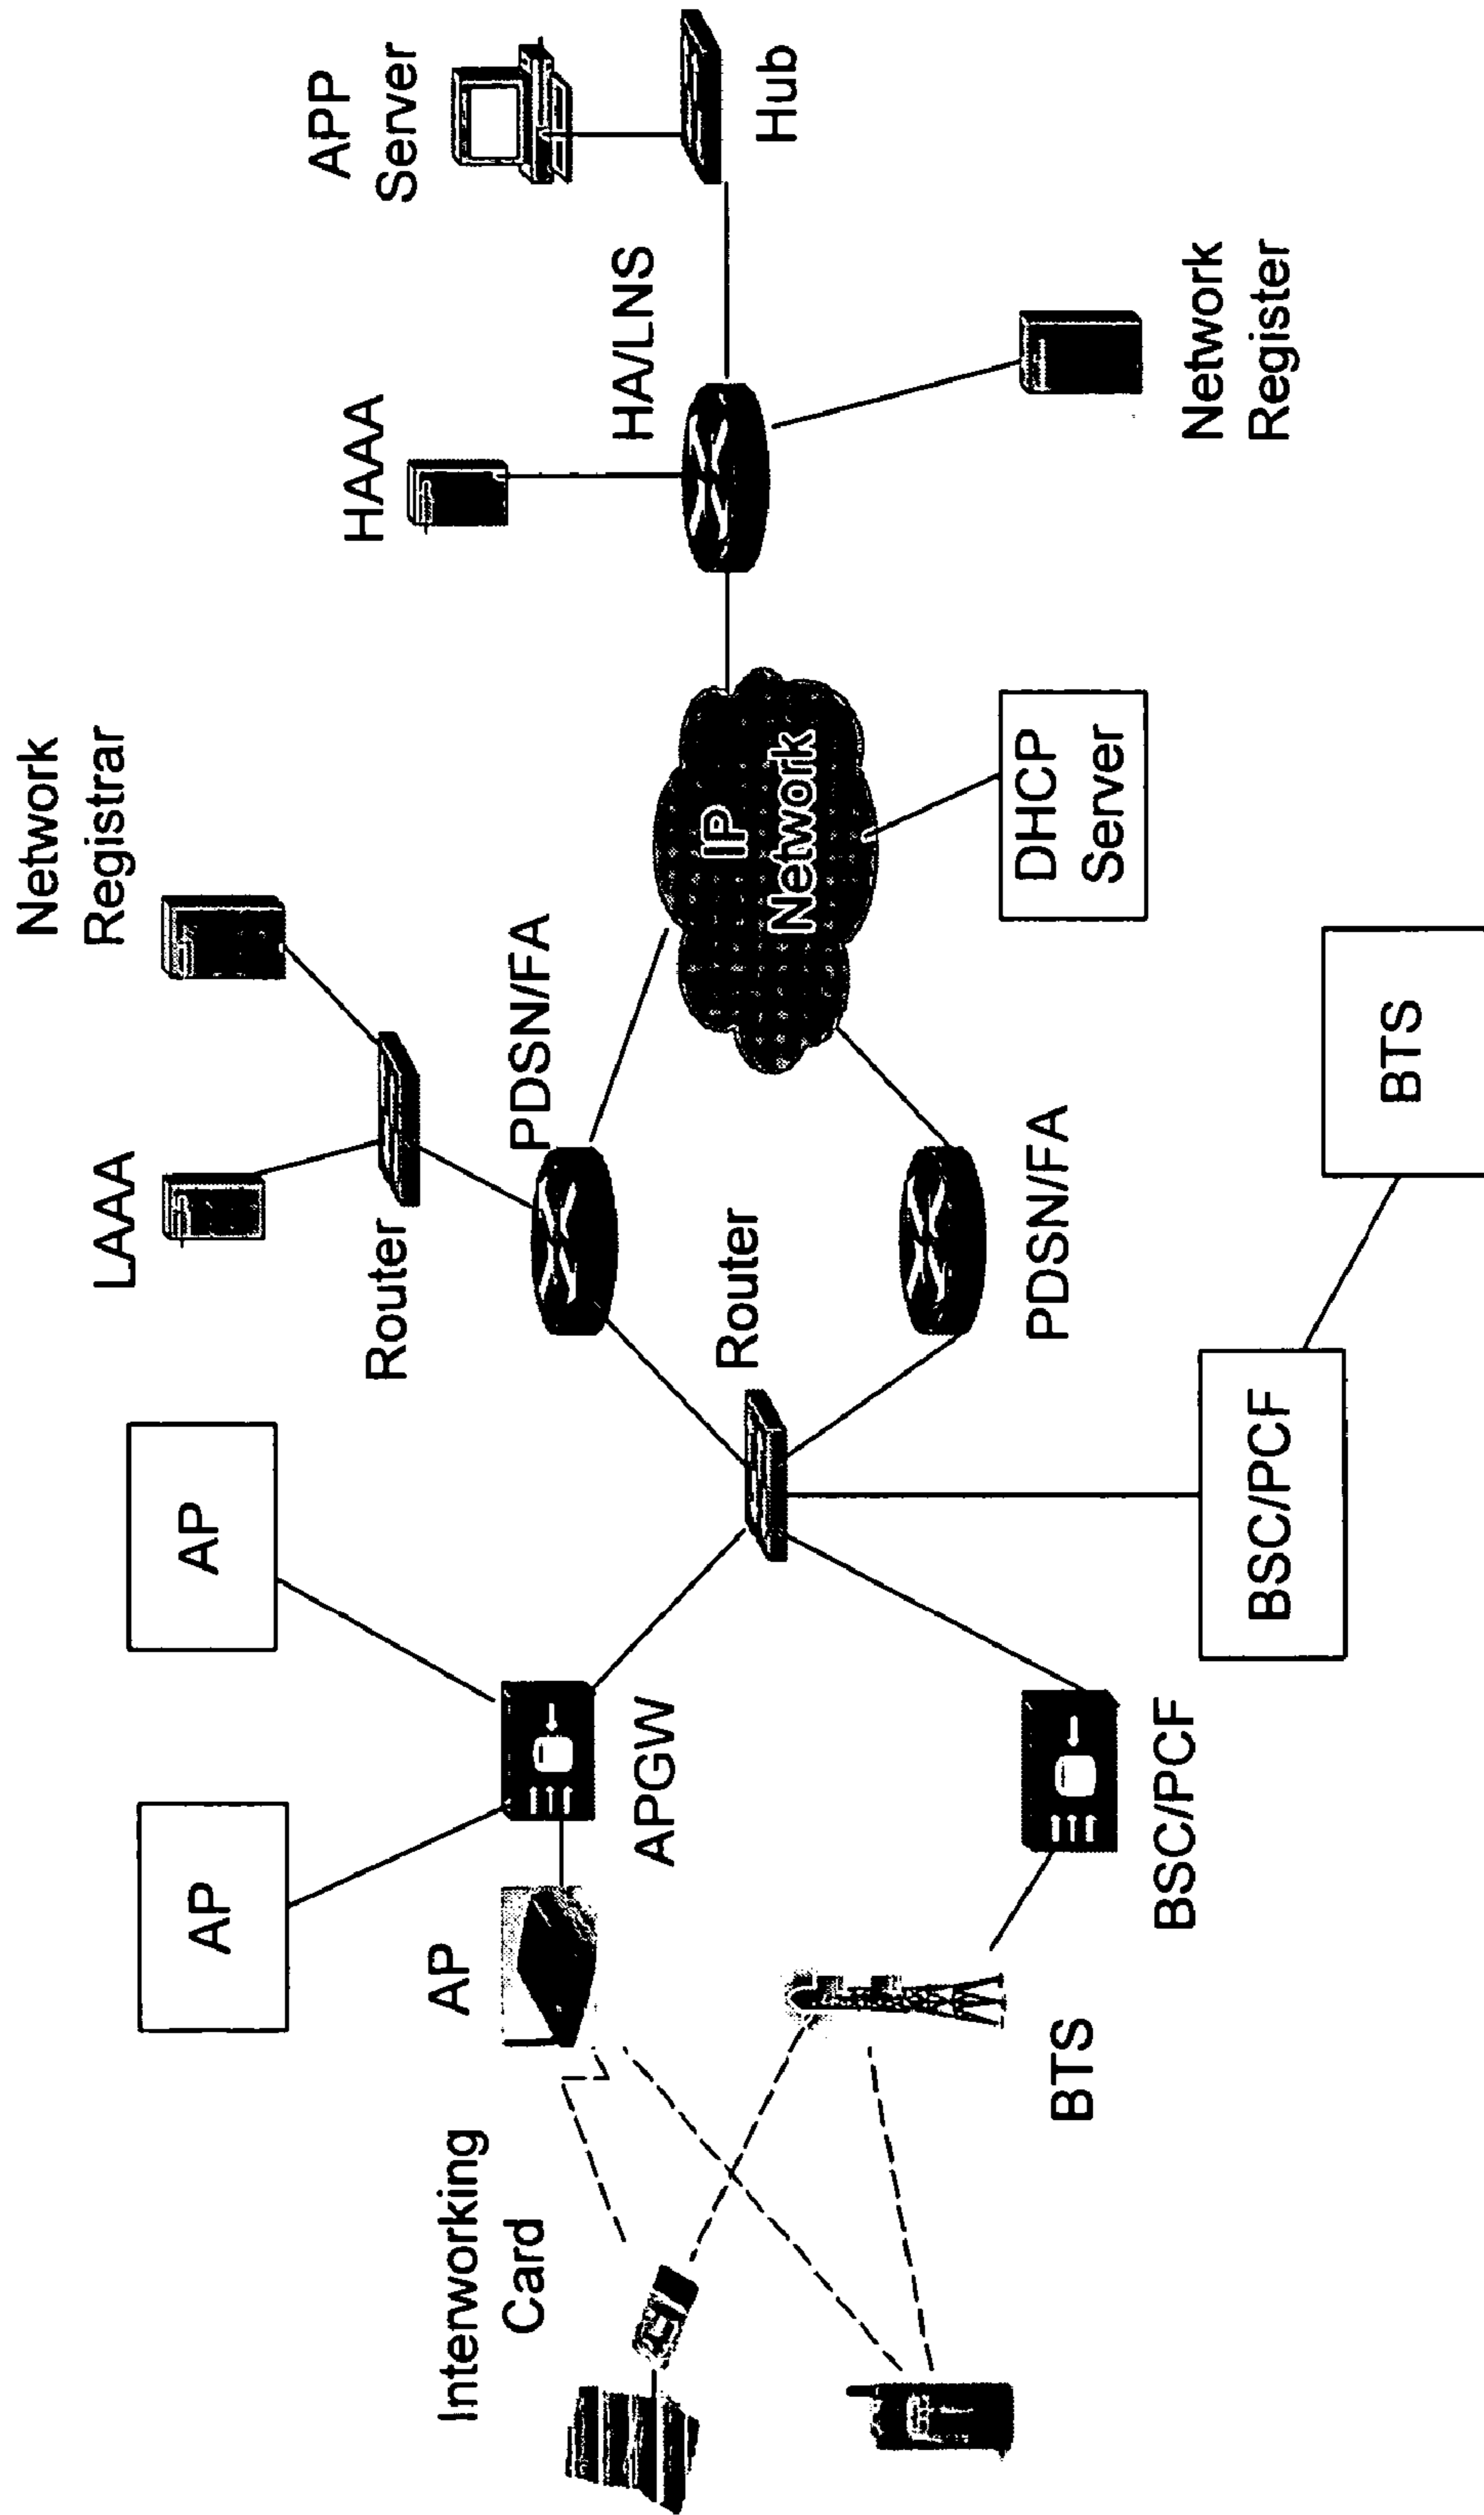 Network
Registrar
LAAA
Router
PDSN/FA
HAAA
HA/LNS
APP
Server
Hub
AP
AP
AP
APGW
Interworking
Card
Router
IP
Network
DHCP
Server
Network
Register
PDSN/FA
BTS
BSC/PCF
BSC/PCF
BTS